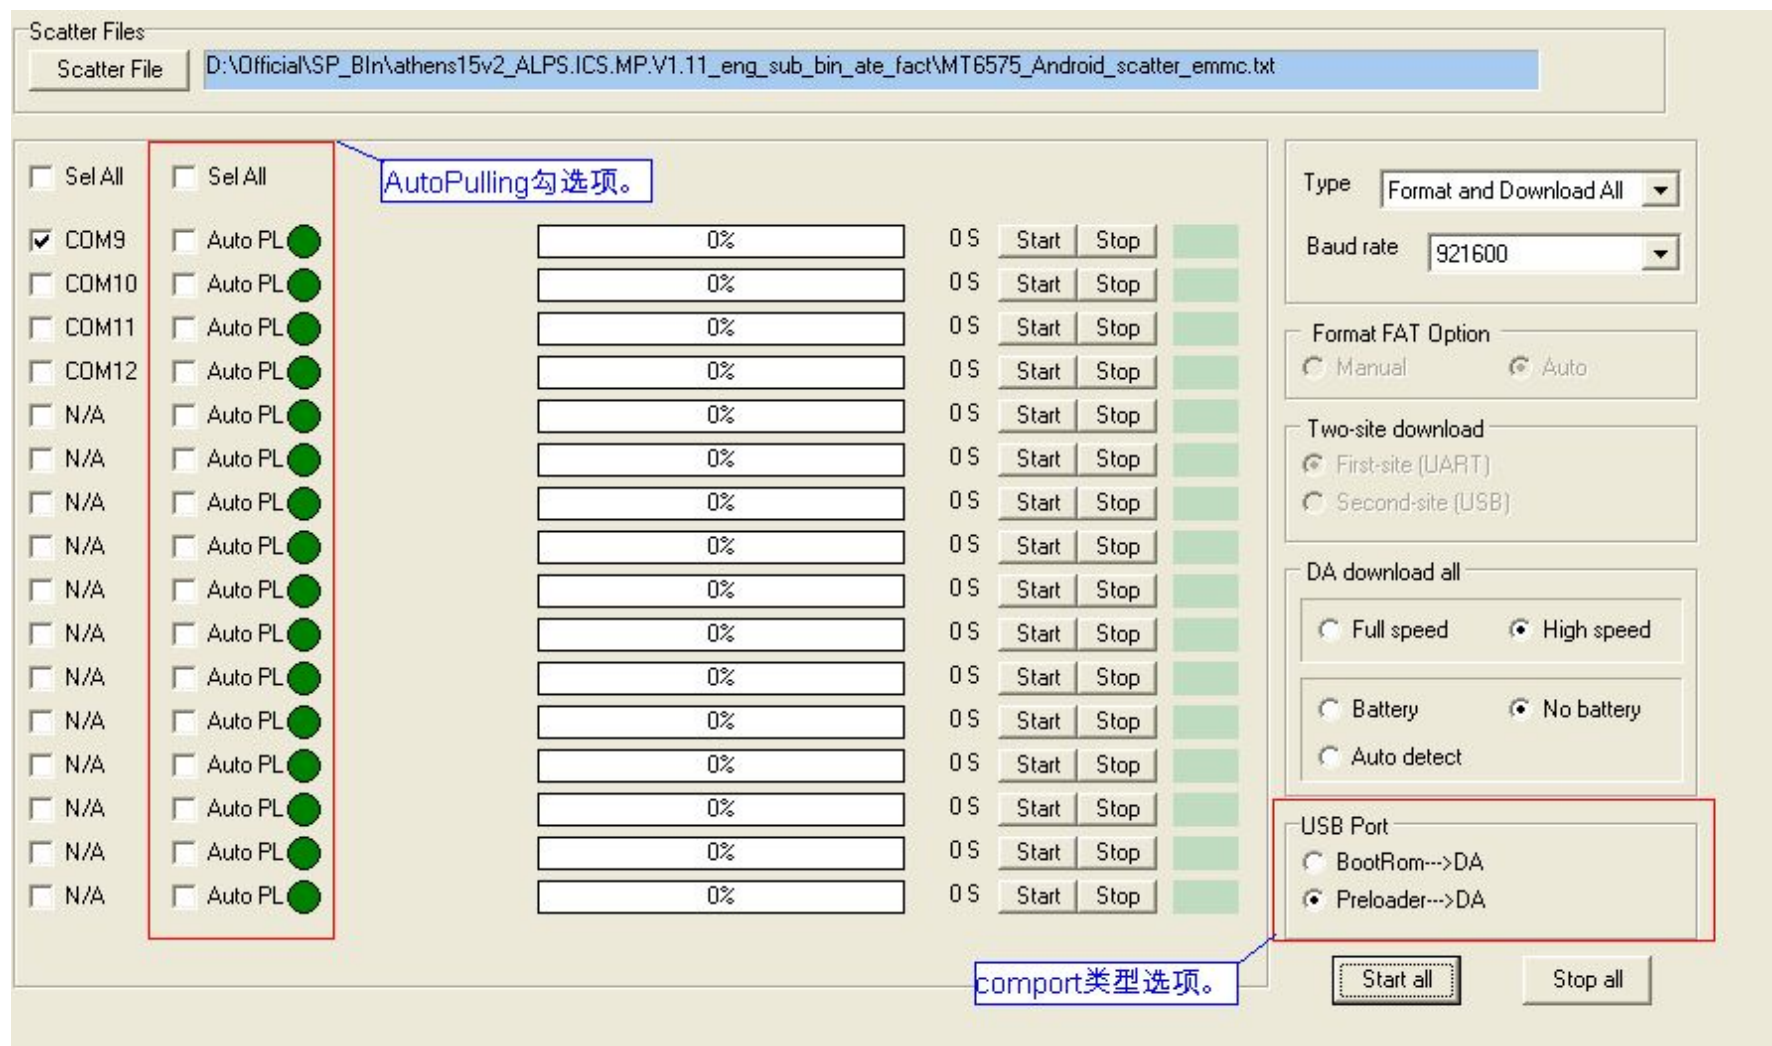 Scatter Files
Scatter File D:\Official\SP_BIn\athens15v2_ALPS.ICS.MP.V1.11_eng_sub_bin_ate_fact\MT6575_Android_scatter_emmc.txt
Sel All Sel All AutoPulling勾选项。
COM9 Auto PL 0% 0 S Start Stop
COM10 Auto PL 0% 0 S Start Stop
COM11 Auto PL 0% 0 S Start Stop
COM12 Auto PL 0% 0 S Start Stop
N/A Auto PL 0% 0 S Start Stop
N/A Auto PL 0% 0 S Start Stop
N/A Auto PL 0% 0 S Start Stop
N/A Auto PL 0% 0 S Start Stop
N/A Auto PL 0% 0 S Start Stop
N/A Auto PL 0% 0 S Start Stop
N/A Auto PL 0% 0 S Start Stop
N/A Auto PL 0% 0 S Start Stop
N/A Auto PL 0% 0 S Start Stop
N/A Auto PL 0% 0 S Start Stop
N/A Auto PL 0% 0 S Start Stop
N/A Auto PL 0% 0 S Start Stop
Type Format and Download All
Baud rate 921600
Format FAT Option
Manual Auto
Two-site download
First-site (UART)
Second-site (USB)
DA download all
Full speed High speed
Battery No battery
Auto detect
USB Port
BootRom--->DA
Preloader--->DA
comport类型选项。
Start all Stop all